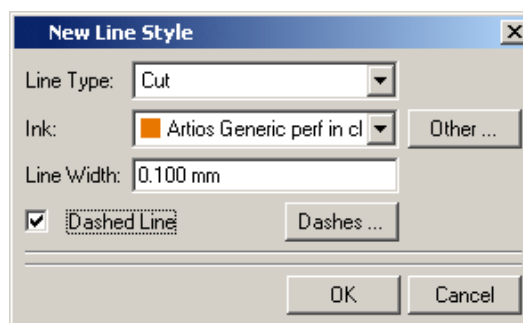 New Line Style
Line Type: Cut
Ink: Artios Generic perf in cl Other ...
Line Width: 0.100 mm
Dashed Line Dashes ...
OK Cancel